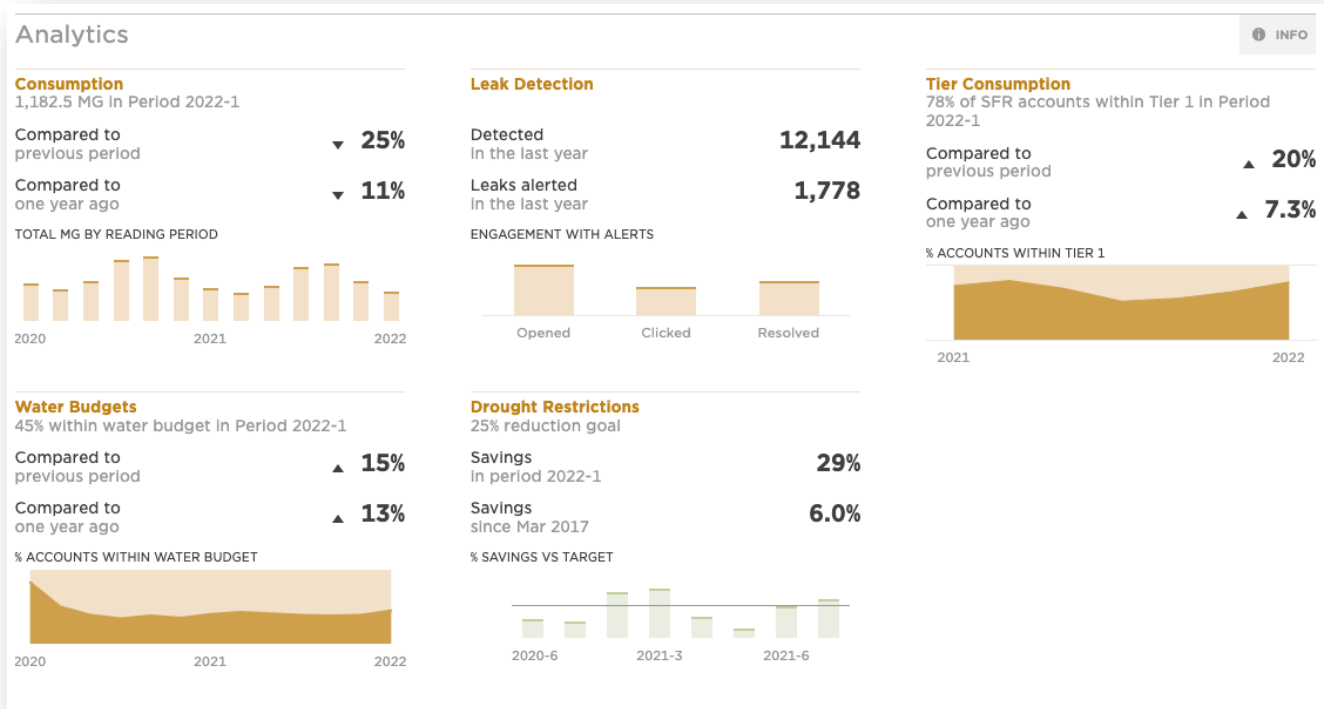 Analytics
INFO
Consumption
1,182.5 MG in Period 2022-1
Compared to
previous period
▼ 25%
Compared to
one year ago
▼ 11%
TOTAL MG BY READING PERIOD
2020 2021 2022
Leak Detection
Detected
in the last year
12,144
Leaks alerted
in the last year
1,778
ENGAGEMENT WITH ALERTS
Opened Clicked Resolved
Tier Consumption
78% of SFR accounts within Tier 1 in Period
2022-1
Compared to
previous period
▲ 20%
Compared to
one year ago
▲ 7.3%
% ACCOUNTS WITHIN TIER 1
2021 2022
Water Budgets
45% within water budget in Period 2022-1
Compared to
previous period
▲ 15%
Compared to
one year ago
▲ 13%
% ACCOUNTS WITHIN WATER BUDGET
2020 2021 2022
Drought Restrictions
25% reduction goal
Savings
in period 2022-1
29%
Savings
since Mar 2017
6.0%
% SAVINGS VS TARGET
2020-6 2021-3 2021-6